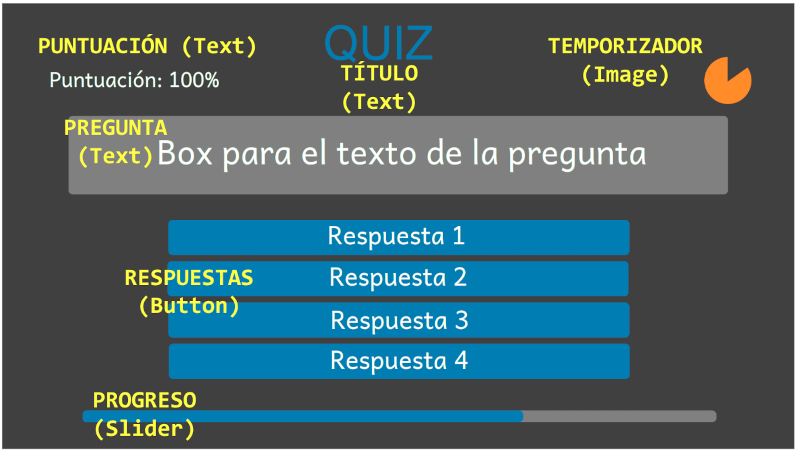 PUNTUACIÓN (Text)
Puntuación: 100%
QUIZ
TÍTULO
(Text)
TEMPORIZADOR
(Image)
PREGUNTA
(Text)
Box para el texto de la pregunta
Respuesta 1
Respuesta 2
RESPUESTAS
(Button)
Respuesta 3
Respuesta 4
PROGRESO
(Slider)